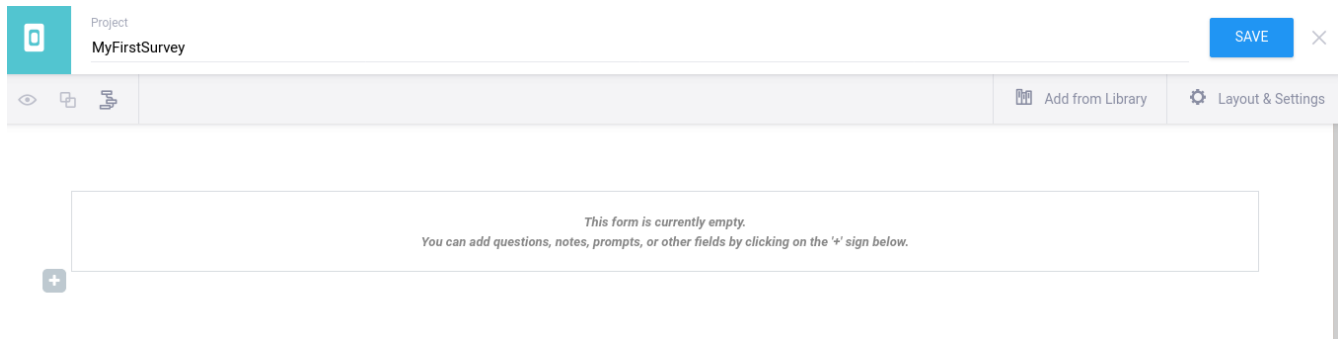 Project
MyFirstSurvey
SAVE
Add from Library
Layout & Settings
This form is currently empty.
You can add questions, notes, prompts, or other fields by clicking on the '+' sign below.